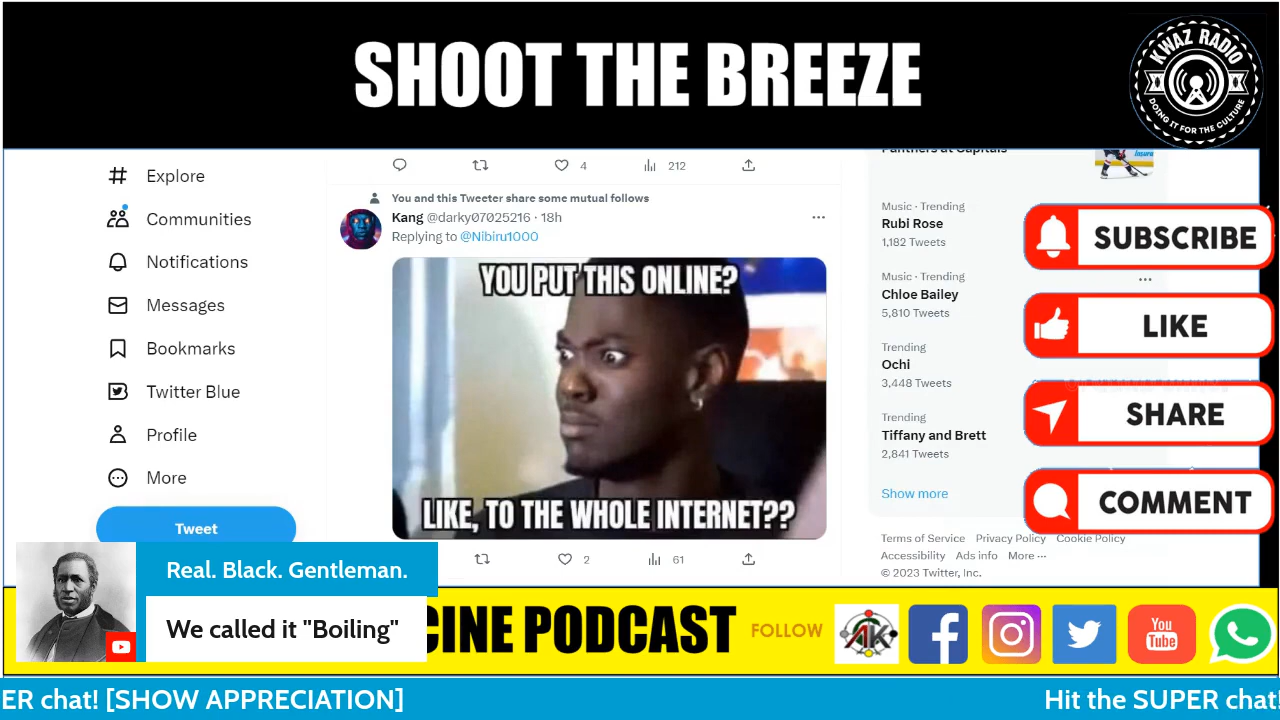 SHOOT THE BREEZE
KWAZ RADIO
DOING IT FOR THE CULTURE
Explore
Communities
Notifications
Messages
Bookmarks
Twitter Blue
Profile
More
Tweet
4
212
You and this Tweeter share some mutual follows
Kang @darky07025216 · 18h
Replying to @Nibiru1000
YOU PUT THIS ONLINE?
LIKE, TO THE WHOLE INTERNET??
2
61
Panthers at Capitals
Music · Trending
Rubi Rose
1,182 Tweets
Music · Trending
Chloe Bailey
5,810 Tweets
Trending
Ochi
3,448 Tweets
Trending
Tiffany and Brett
2,841 Tweets
Show more
Terms of Service Privacy Policy Cookie Policy
Accessibility Ads info More ···
© 2023 Twitter, Inc.
SUBSCRIBE
LIKE
SHARE
COMMENT
Real. Black. Gentleman.
We called it "Boiling"
CINE PODCAST
FOLLOW
ATK
You
Tube
ER chat! [SHOW APPRECIATION]
Hit the SUPER chat!